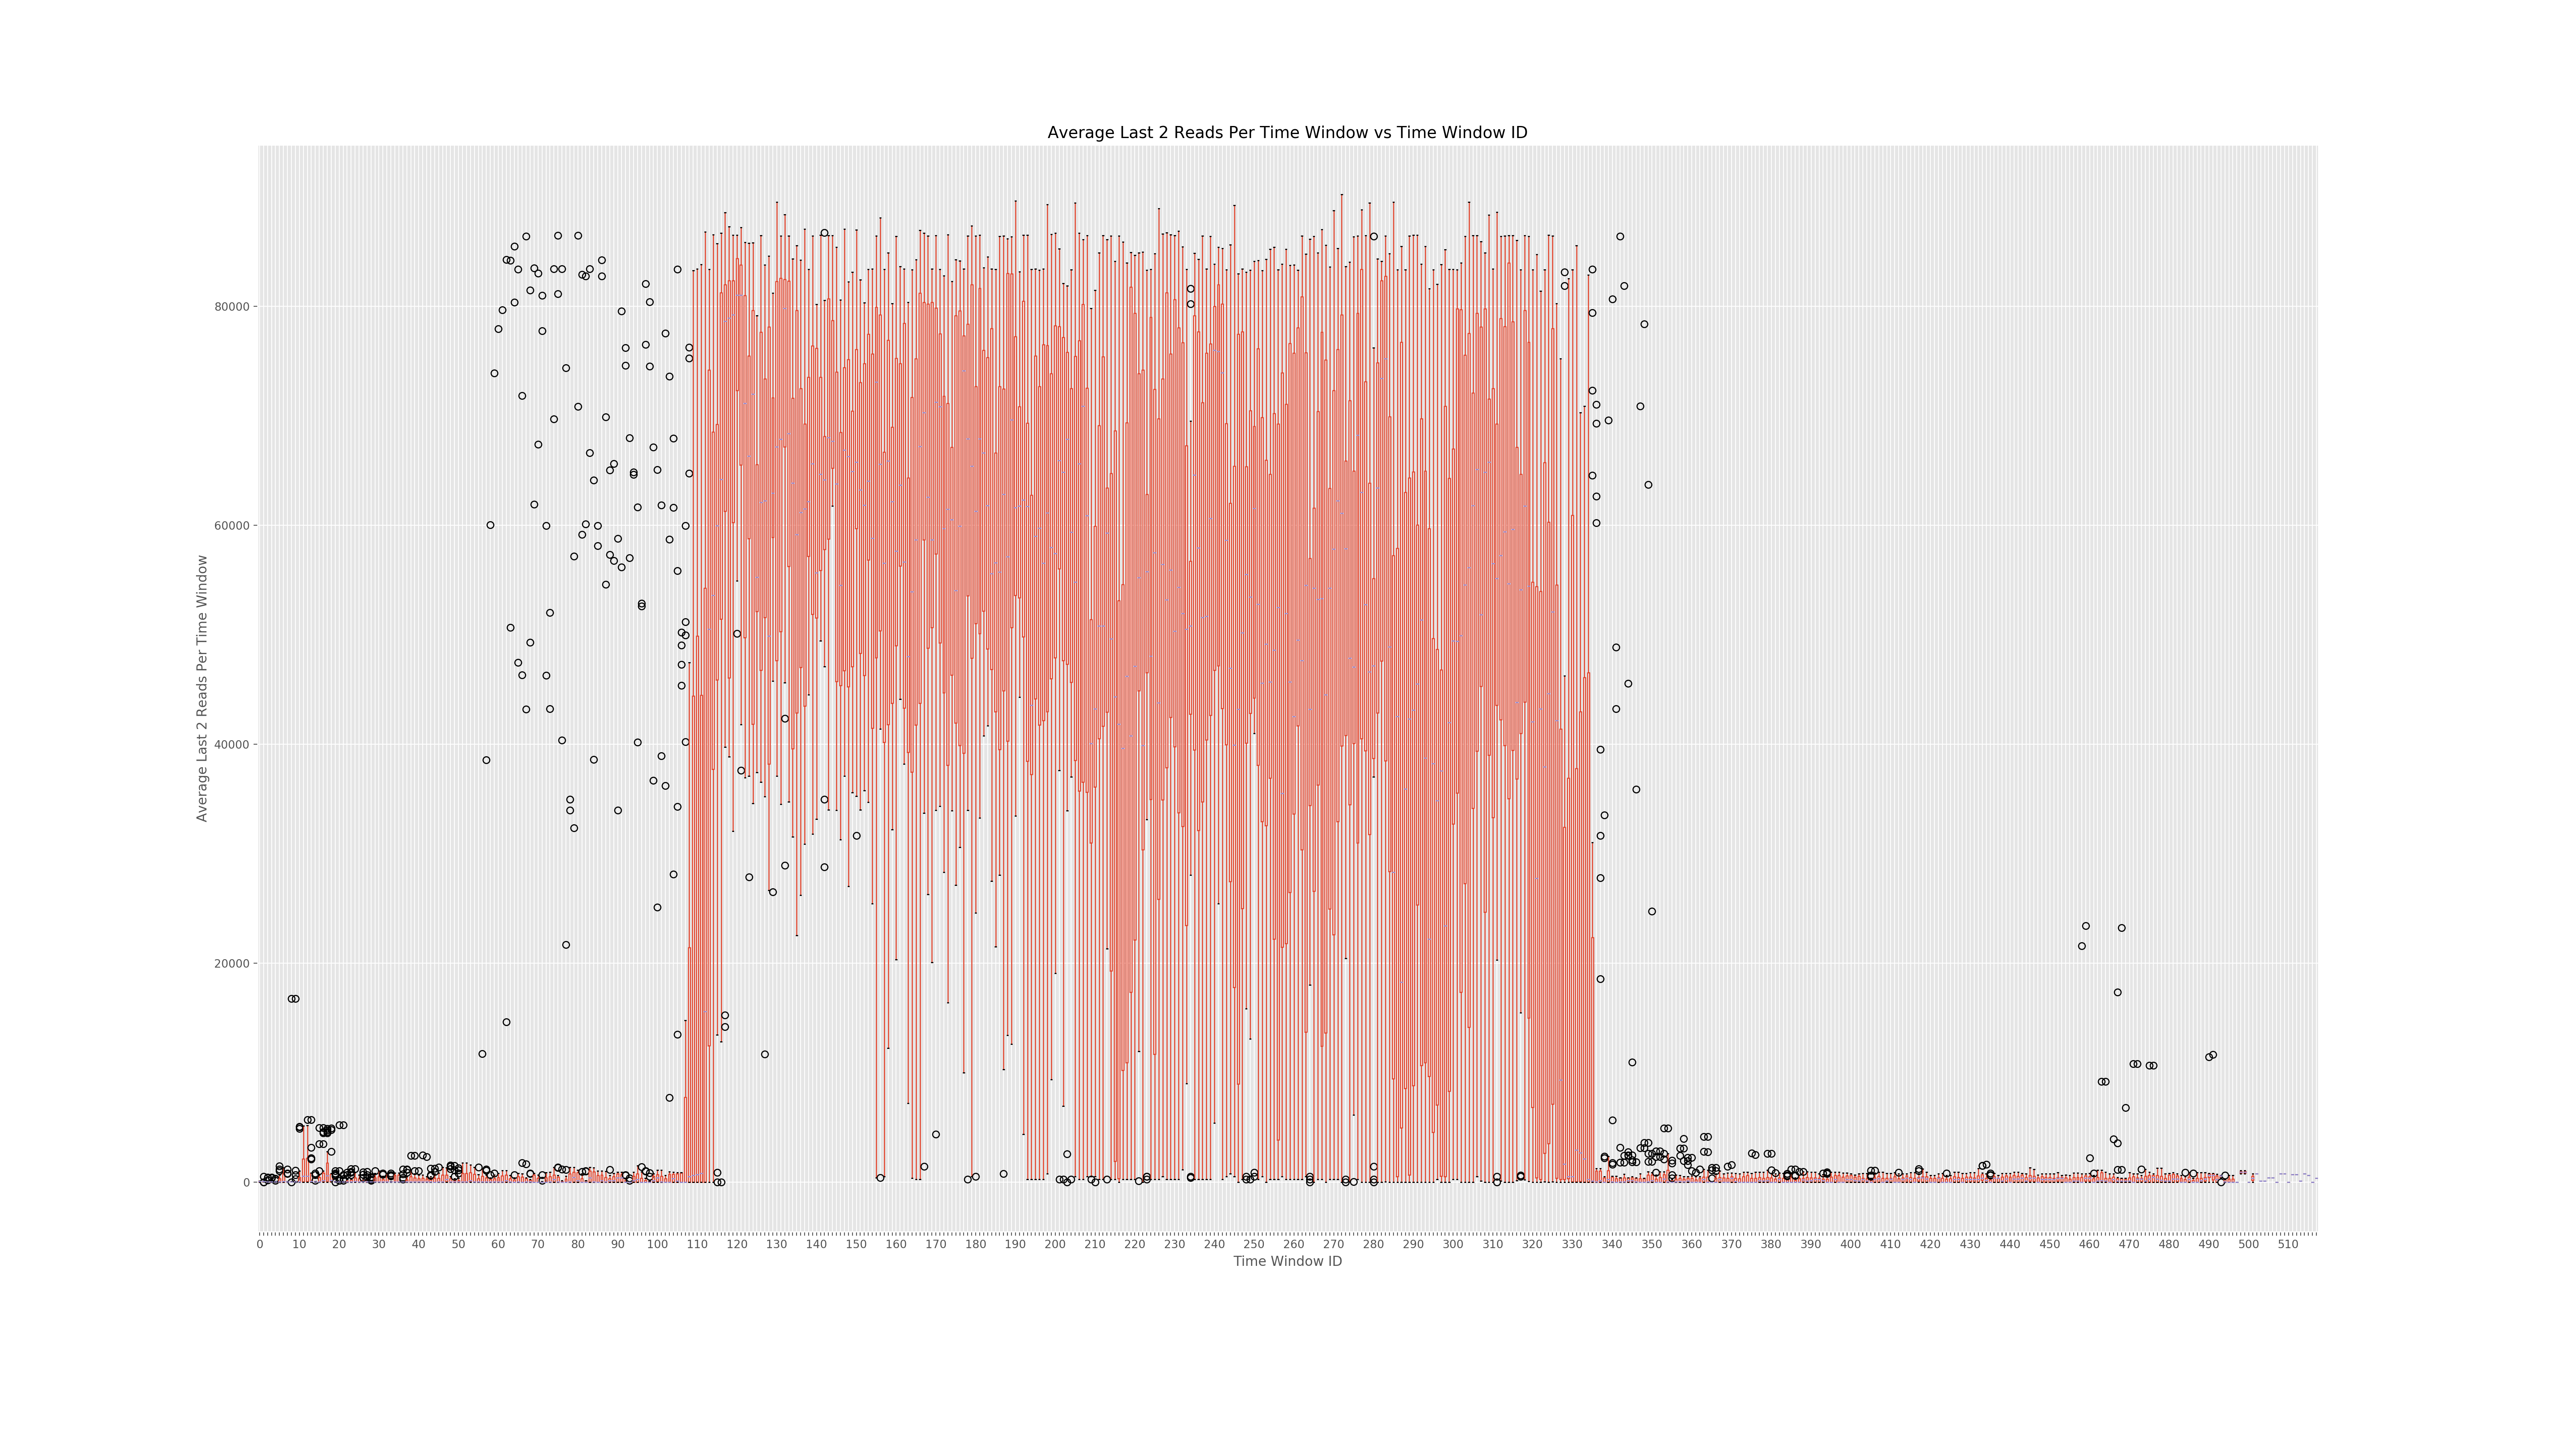 Average Last 2 Reads Per Time Window vs Time Window ID
80000
60000
40000
20000
0
Average Last 2 Reads Per Time Window
0 10 20 30 40 50 60 70 80 90 100 110 120 130 140 150 160 170 180 190 200 210 220 230 240 250 260 270 280 290 300 310 320 330 340 350 360 370 380 390 400 410 420 430 440 450 460 470 480 490 500 510
Time Window ID